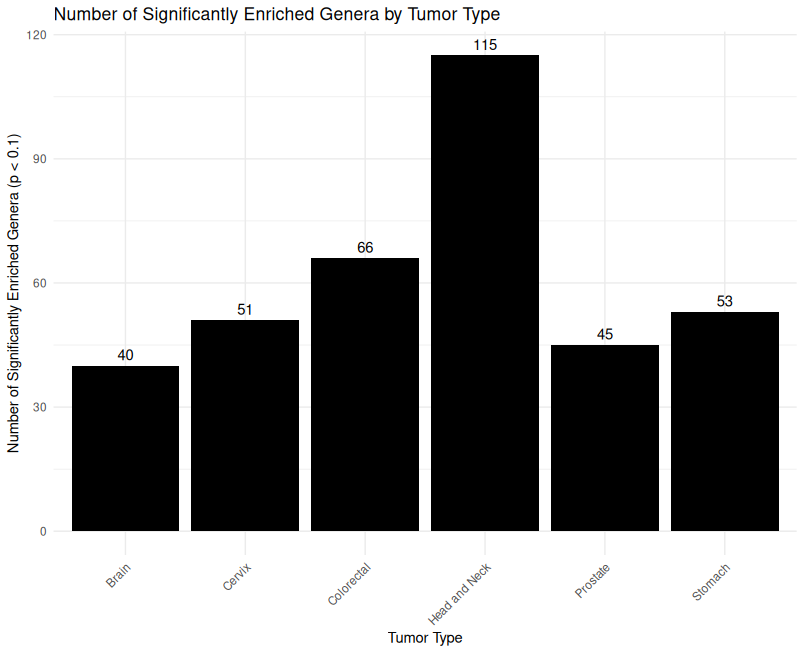 Number of Significantly Enriched Genera by Tumor Type
Number of Significantly Enriched Genera (p < 0.1)
120
90
60
30
0
40
51
66
115
45
53
Brain
Cervix
Colorectal
Head and Neck
Prostate
Stomach
Tumor Type